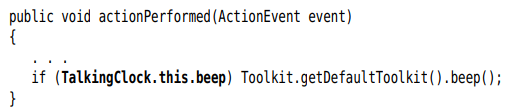 public void actionPerformed(ActionEvent event)
{
. . .
if (TalkingClock.this.beep) Toolkit.getDefaultToolkit().beep();
}